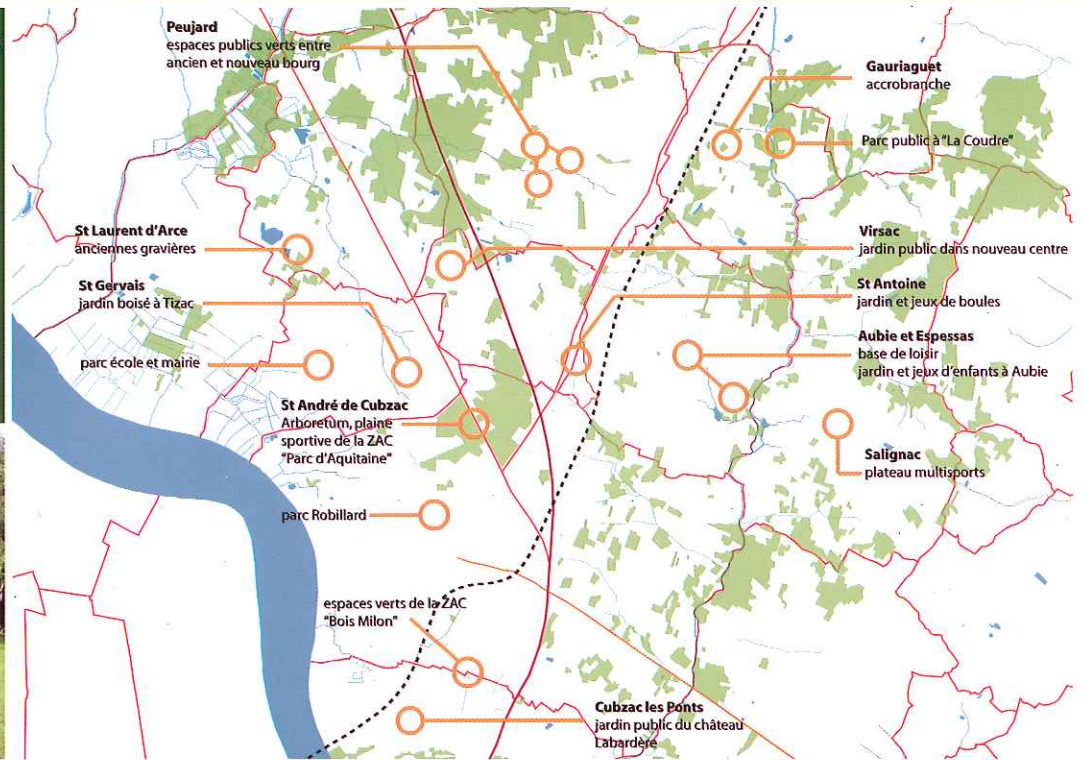 Peujard
espaces publics verts entre
ancien et nouveau bourg
Gauriaguet
accrobranche
Parc public à "La Coudre"
St Laurent d'Arce
anciennes gravières
Virsac
jardin public dans nouveau centre
St Gervais
jardin boisé à Tizac
St Antoine
jardin et jeux de boules
parc école et mairie
Aubie et Espessas
base de loisir
jardin et jeux d'enfants à Aubie
St André de Cubzac
Arboretum, plaine
sportive de la ZAC
"Parc d'Aquitaine"
Salignac
plateau multisports
parc Robillard
espaces verts de la ZAC
"Bois Milon"
Cubzac les Ponts
jardin public du château
Labardère